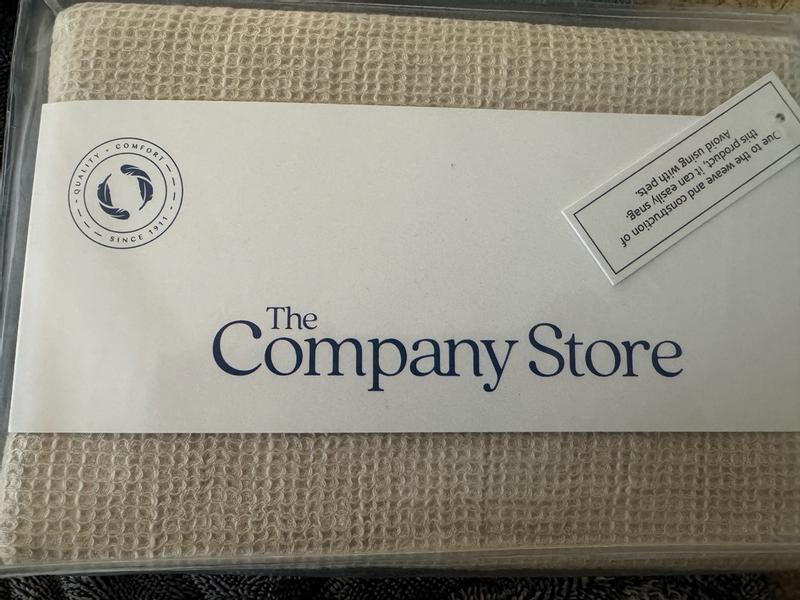 QUALITY • COMFORT
SINCE 1911
The
Company Store
Due to the weave and construction of
this product, it can easily snag.
Avoid using with pets.